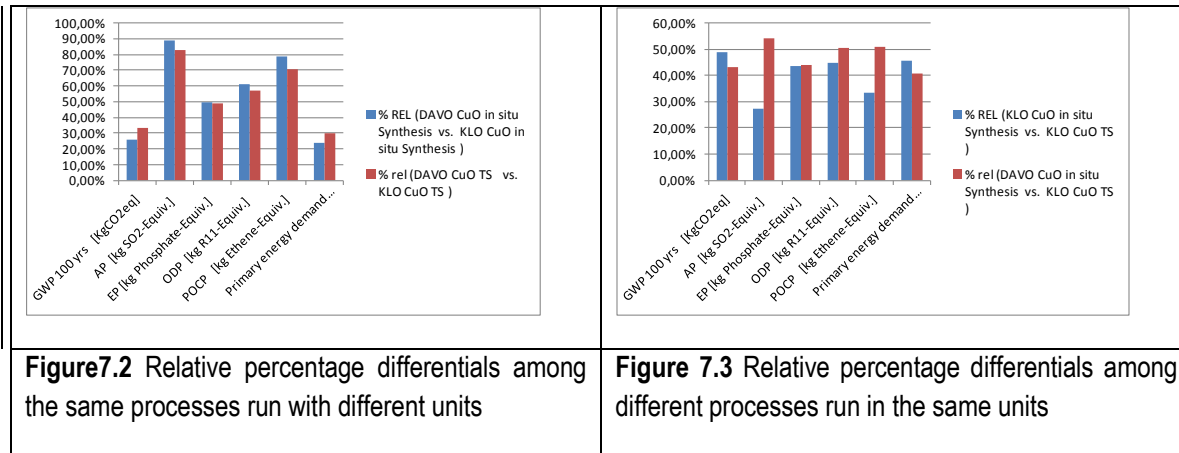 100,00%
90,00%
80,00%
70,00%
60,00%
50,00%
40,00%
30,00%
20,00%
10,00%
0,00%
GWP 100 yrs [KgCO2eq]
AP [kg SO2-Equiv.]
EP [kg Phosphate-Equiv.]
ODP [kg R11-Equiv.]
POCP [kg Ethene-Equiv.]
Primary energy demand...
% REL (DAVO CuO in situ
Synthesis vs. KLO CuO in
situ Synthesis )
% rel (DAVO CuO TS vs.
KLO CuO TS )
60,00%
50,00%
40,00%
30,00%
20,00%
10,00%
0,00%
GWP 100 yrs [KgCO2eq]
AP [kg SO2-Equiv.]
EP [kg Phosphate-Equiv.]
ODP [kg R11-Equiv.]
POCP [kg Ethene-Equiv.]
Primary energy demand...
% REL (KLO CuO in situ
Synthesis vs. KLO CuO TS
)
% rel (DAVO CuO in situ
Synthesis vs. KLO CuO TS
)
Figure7.2 Relative percentage differentials among
the same processes run with different units
Figure 7.3 Relative percentage differentials among
different processes run in the same units